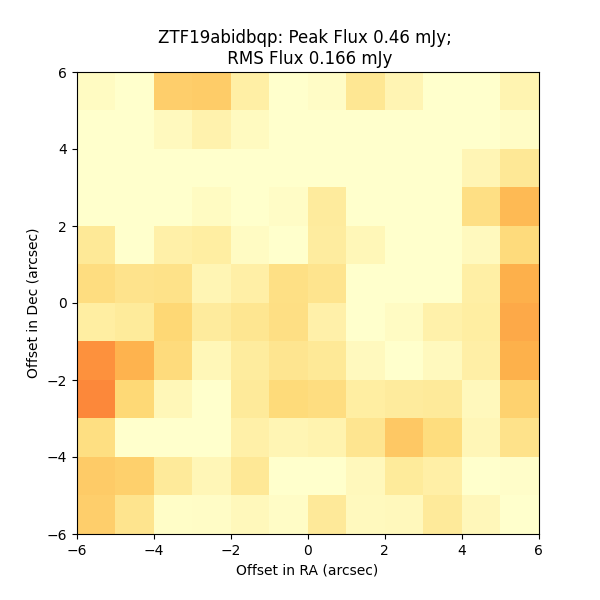 ZTF19abidbqp: Peak Flux 0.46 mJy;
RMS Flux 0.166 mJy
6
4
2
0
−2
−4
−6
Offset in Dec (arcsec)
−6 −4 −2 0 2 4 6
Offset in RA (arcsec)